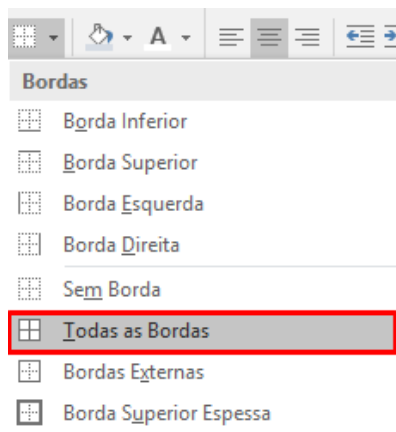 A
Bordas
Borda Inferior
Borda Superior
Borda Esquerda
Borda Direita
Sem Borda
Todas as Bordas
Bordas Externas
Borda Superior Espessa